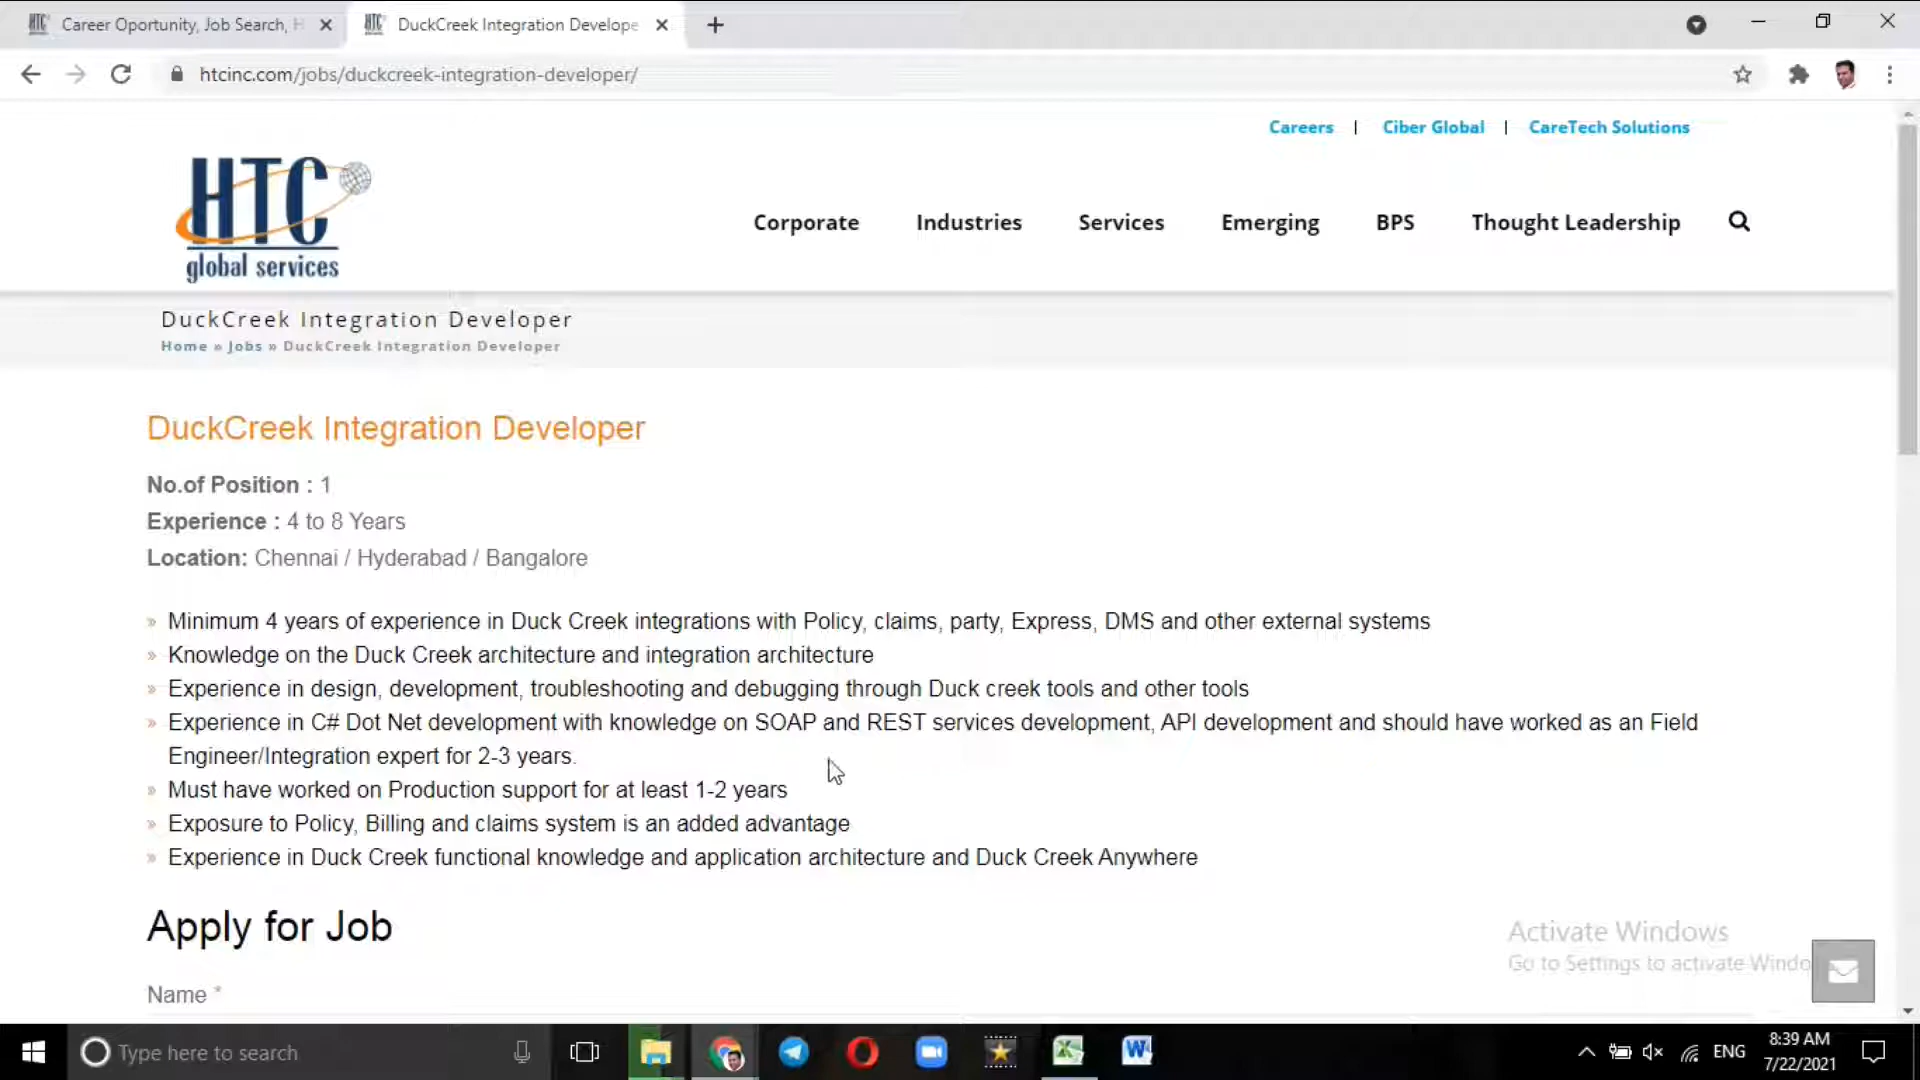 Career Oportunity, Job Search, H
DuckCreek Integration Develope
htcinc.com/jobs/duckcreek-integration-developer/
Careers | Ciber Global | CareTech Solutions
HTC
global services
Corporate Industries Services Emerging BPS Thought Leadership
DuckCreek Integration Developer
Home » Jobs » DuckCreek Integration Developer
DuckCreek Integration Developer
No.of Position : 1
Experience : 4 to 8 Years
Location: Chennai / Hyderabad / Bangalore
» Minimum 4 years of experience in Duck Creek integrations with Policy, claims, party, Express, DMS and other external systems
» Knowledge on the Duck Creek architecture and integration architecture
» Experience in design, development, troubleshooting and debugging through Duck creek tools and other tools
» Experience in C# Dot Net development with knowledge on SOAP and REST services development, API development and should have worked as an Field
Engineer/Integration expert for 2-3 years.
» Must have worked on Production support for at least 1-2 years
» Exposure to Policy, Billing and claims system is an added advantage
» Experience in Duck Creek functional knowledge and application architecture and Duck Creek Anywhere
Apply for Job
Name *
Activate Windows
Go to Settings to activate Windo
Type here to search
ENG
8:39 AM
7/22/2021